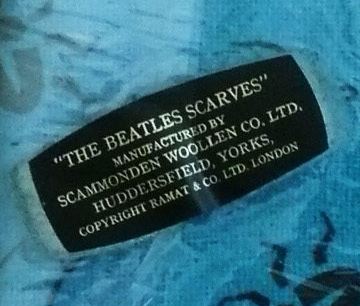 "THE BEATLES SCARVES"
MANUFACTURED BY
SCAMMONDEN WOOLLEN CO. LTD.
HUDDERSFIELD, YORKS,
COPYRIGHT RAMAT & CO. LTD. LONDON